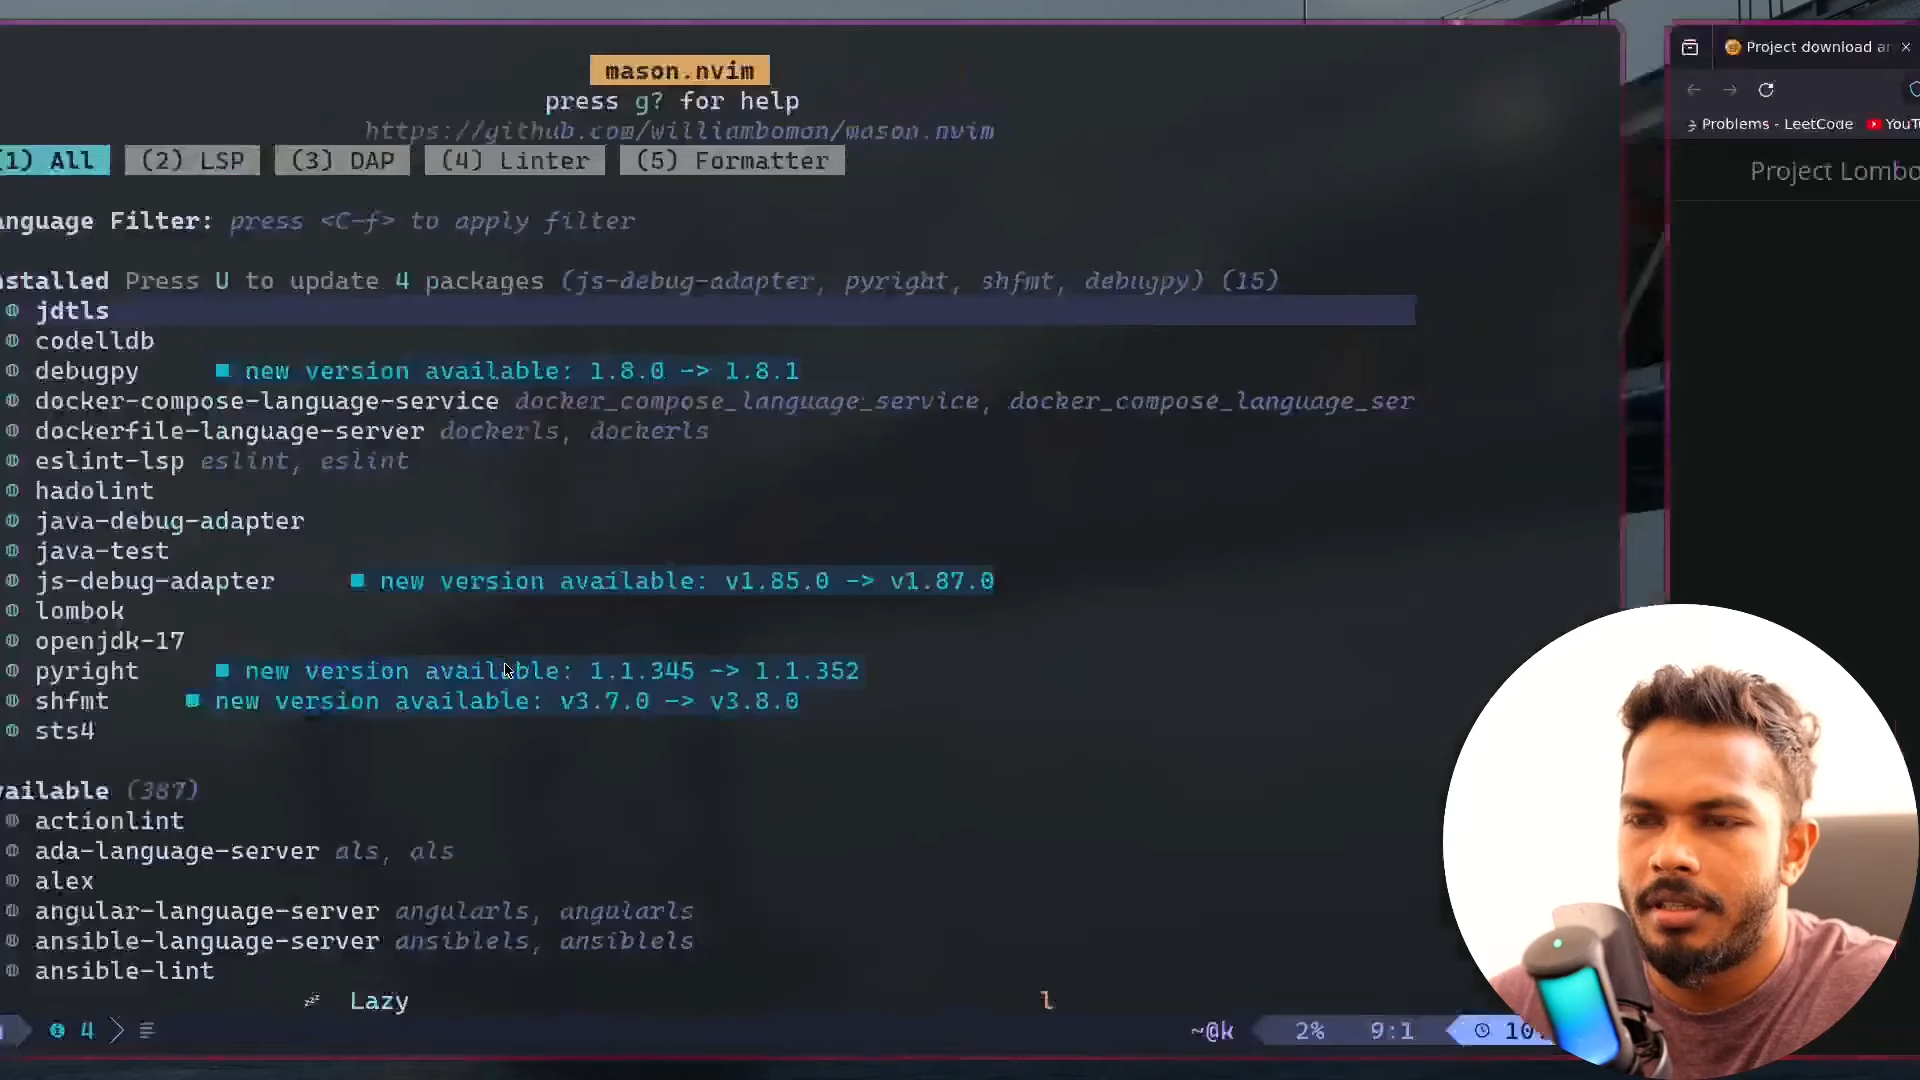 mason.nvim
press g? for help
https://github.com/williamboman/mason.nvim
1) All (2) LSP (3) DAP (4) Linter (5) Formatter
anguage Filter: press <C-f> to apply filter
nstalled Press U to update 4 packages (js-debug-adapter, pyright, shfmt, debugpy) (15)
jdtls
codelldb
debugpy new version available: 1.8.0 -> 1.8.1
docker-compose-language-service docker_compose_language_service, docker_compose_language_ser
dockerfile-language-server dockerls, dockerls
eslint-lsp eslint, eslint
hadolint
java-debug-adapter
java-test
js-debug-adapter new version available: v1.85.0 -> v1.87.0
lombok
openjdk-17
pyright new version available: 1.1.345 -> 1.1.352
shfmt new version available: v3.7.0 -> v3.8.0
sts4
vailable (387)
actionlint
ada-language-server als, als
alex
angular-language-server angularls, angularls
ansible-language-server ansiblels, ansiblels
ansible-lint
Lazy l
4 ~@k 2% 9:1 10
Project download a
Problems - LeetCode YouT
Project Lombo